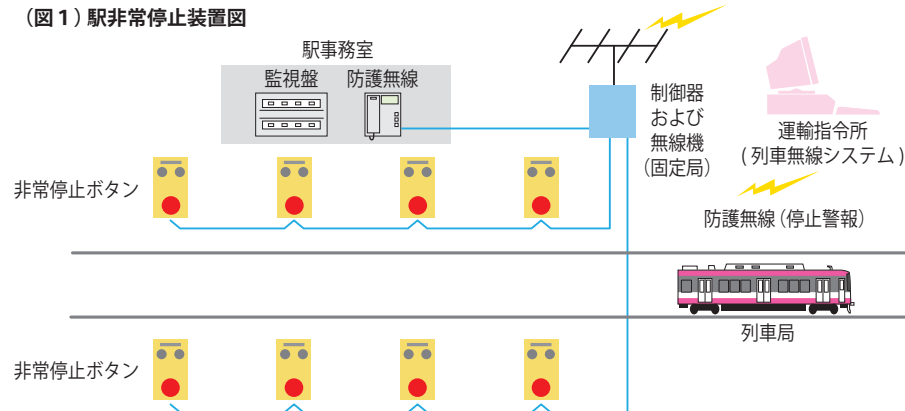 (図1)駅非常停止装置図
駅事務室
監視盤
防護無線
制御器
および
無線機
(固定局)
運輸指令所
(列車無線システム)
非常停止ボタン
防護無線(停止警報)
列車局
非常停止ボタン